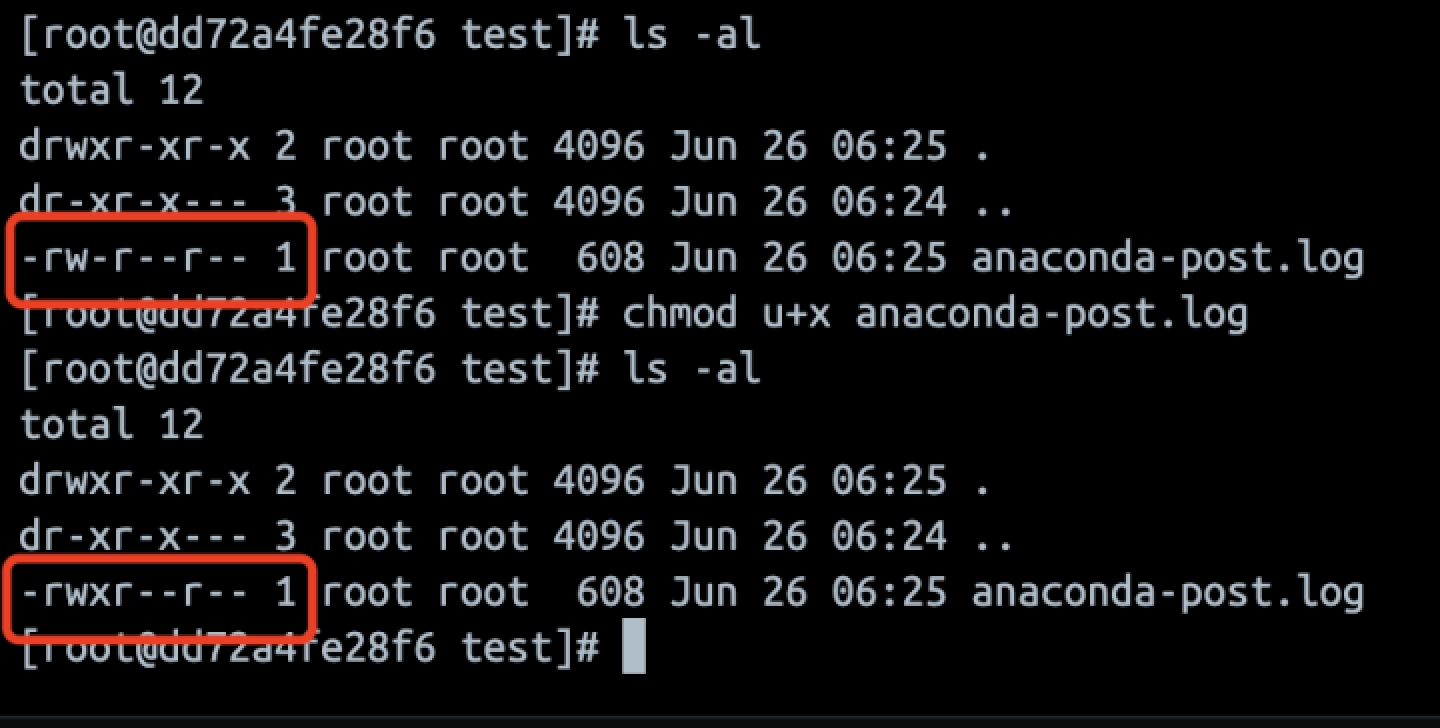 [root@dd72a4fe28f6 test]# ls -al
total 12
drwxr-xr-x 2 root root 4096 Jun 26 06:25 .
dr-xr-x--- 3 root root 4096 Jun 26 06:24 ..
-rw-r--r-- 1 root root  608 Jun 26 06:25 anaconda-post.log
[root@dd72a4fe28f6 test]# chmod u+x anaconda-post.log
[root@dd72a4fe28f6 test]# ls -al
total 12
drwxr-xr-x 2 root root 4096 Jun 26 06:25 .
dr-xr-x--- 3 root root 4096 Jun 26 06:24 ..
-rwxr--r-- 1 root root  608 Jun 26 06:25 anaconda-post.log
[root@dd72a4fe28f6 test]#